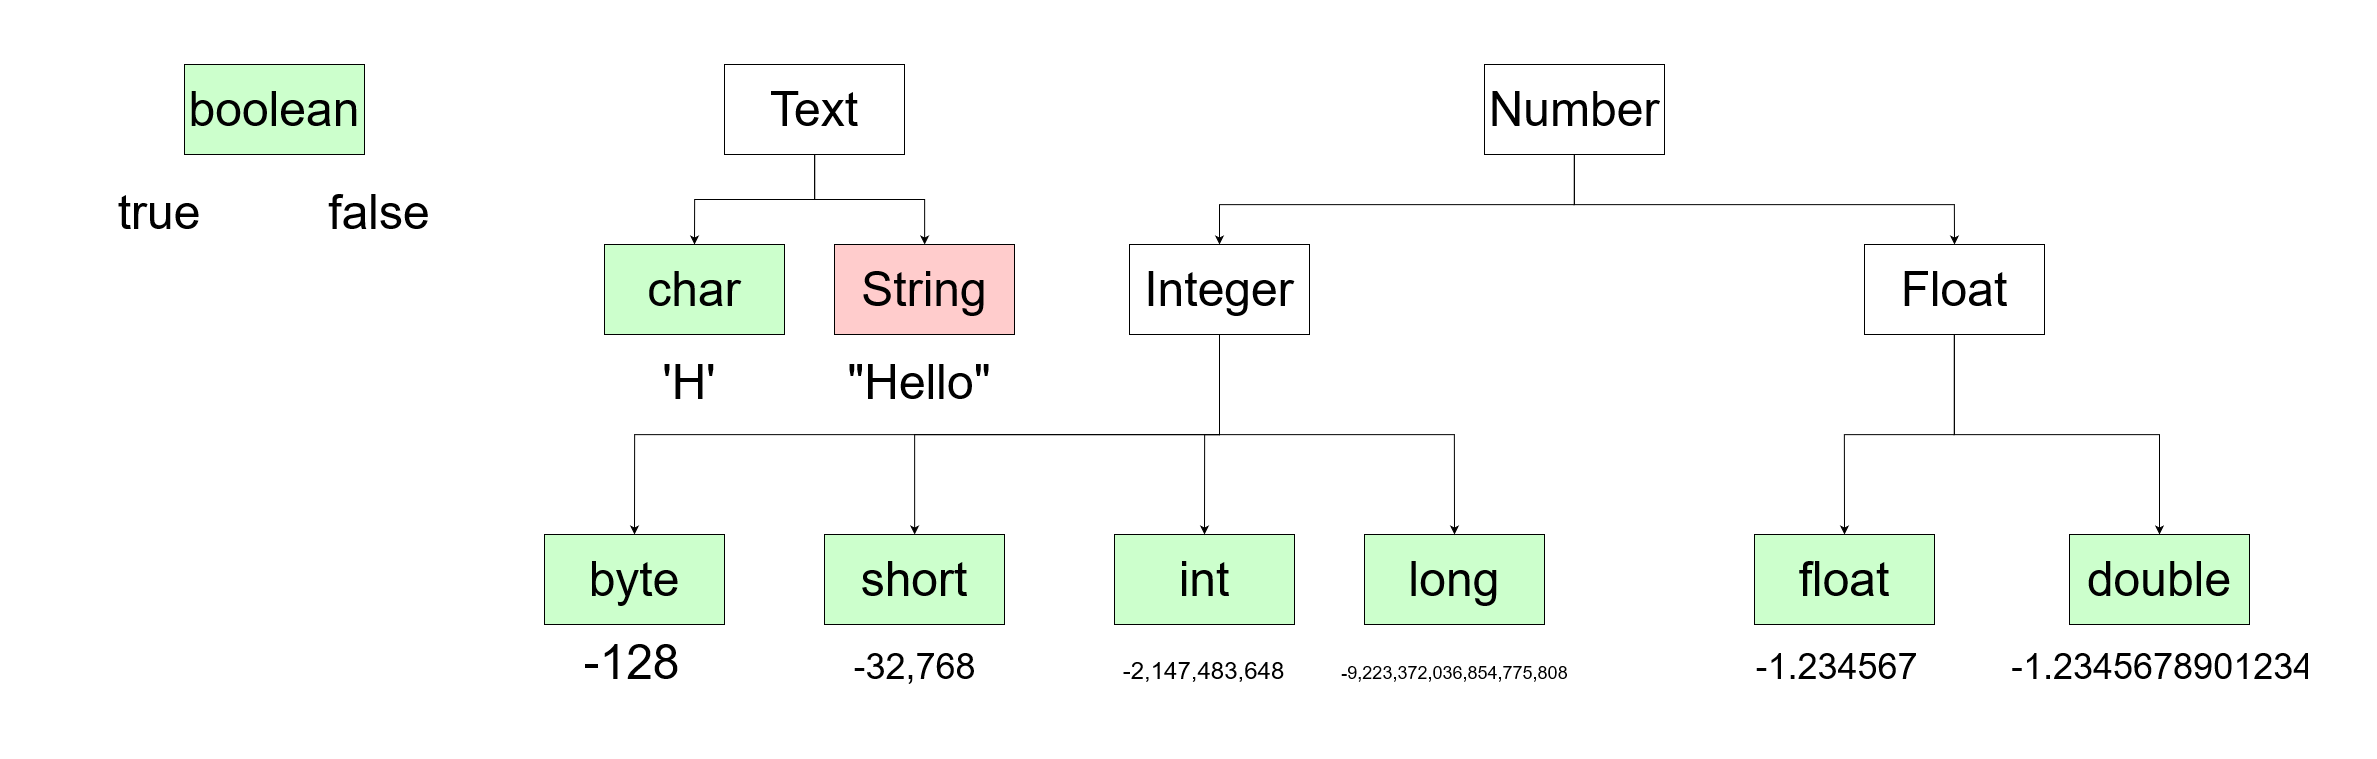 boolean
Text
Number
true
false
char
String
Integer
Float
'H'
"Hello"
byte
short
int
long
float
double
-128
-32,768
-2,147,483,648
-9,223,372,036,854,775,808
-1.234567
-1.2345678901234